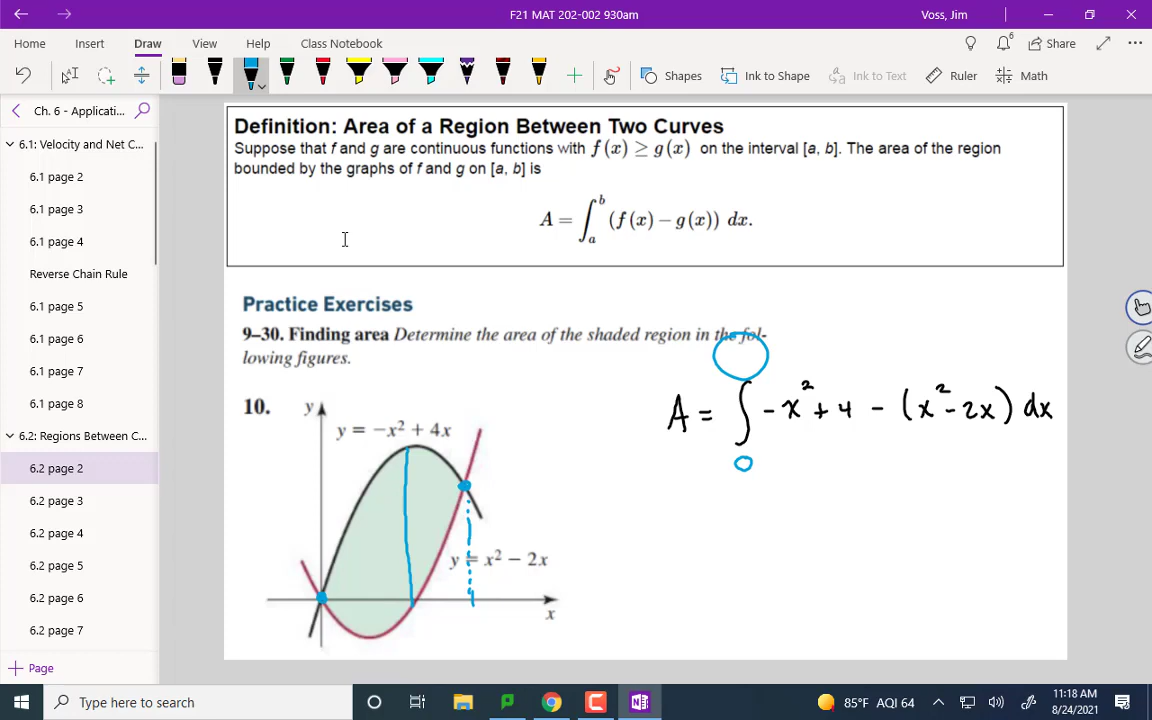 F21 MAT 202-002 930am
Voss, Jim
Home Insert Draw View Help Class Notebook
6
Share
Shapes
Ink to Shape
Ink to Text
Ruler
Math
Ch. 6 - Applicati...
6.1: Velocity and Net C...
6.1 page 2
6.1 page 3
6.1 page 4
Reverse Chain Rule
6.1 page 5
6.1 page 6
6.1 page 7
6.1 page 8
6.2: Regions Between C...
6.2 page 2
6.2 page 3
6.2 page 4
6.2 page 5
6.2 page 6
6.2 page 7
Page
Definition: Area of a Region Between Two Curves
Suppose that f and g are continuous functions with f(x) ≥ g(x) on the interval [a, b]. The area of the region
bounded by the graphs of f and g on [a, b] is
A = ∫_a^b (f(x) − g(x)) dx.
Practice Exercises
9–30. Finding area Determine the area of the shaded region in the fol-
lowing figures.
10.
y
y = −x² + 4x
y = x² − 2x
x
A = ∫_0 -x² + 4 - (x² - 2x) dx
Type here to search
85°F AQI 64
11:18 AM
8/24/2021